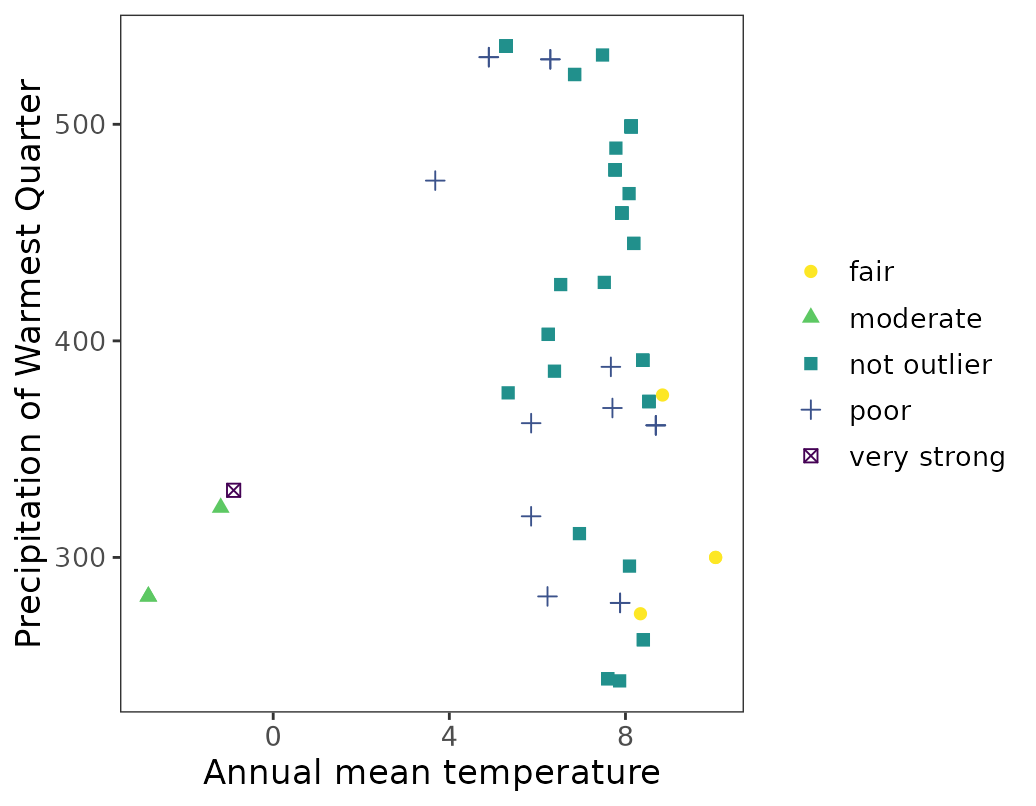 Precipitation of Warmest Quarter
500
400
300
0 4 8
Annual mean temperature
fair
moderate
not outlier
poor
very strong